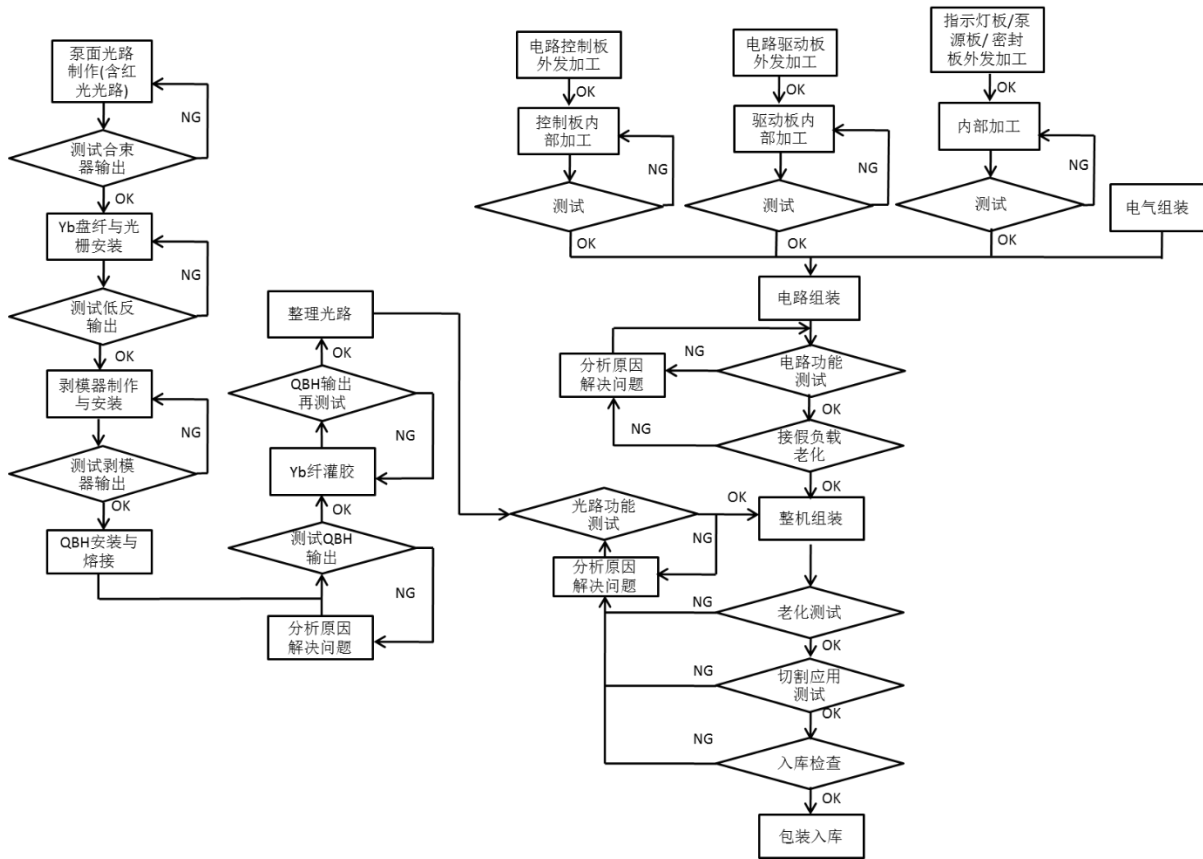 泵面光路
制作(含红
光光路)
NG
测试合束
器输出
OK
Yb盘纤与光
栅安装
NG
测试低反
输出
OK
剥模器制作
与安装
NG
测试剥模
器输出
OK
QBH安装与
熔接
整理光路
OK
QBH输出
再测试
NG
Yb纤灌胶
OK
测试QBH
输出
NG
分析原因
解决问题
电路控制板
外发加工
OK
控制板内
部加工
NG
测试
OK
电路驱动板
外发加工
OK
驱动板内
部加工
NG
测试
OK
指示灯板/泵
源板/密封
板外发加工
OK
内部加工
NG
测试
OK
电气组装
电路组装
分析原因
解决问题
NG
电路功能
测试
OK
NG
接假负载
老化
OK
光路功能
测试
OK
整机组装
NG
分析原因
解决问题
NG
老化测试
OK
NG
切割应用
测试
OK
NG
入库检查
OK
包装入库